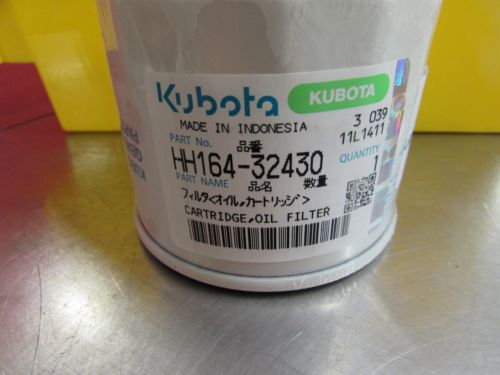 Kubota KUBOTA
MADE IN INDONESIA
3 039
11L1411
PART No. 品番
HH164-32430
QUANTITY
1
PART NAME 品名 数量
フィルタ<オイル,カートリッジ>
CARTRIDGE,OIL FILTER